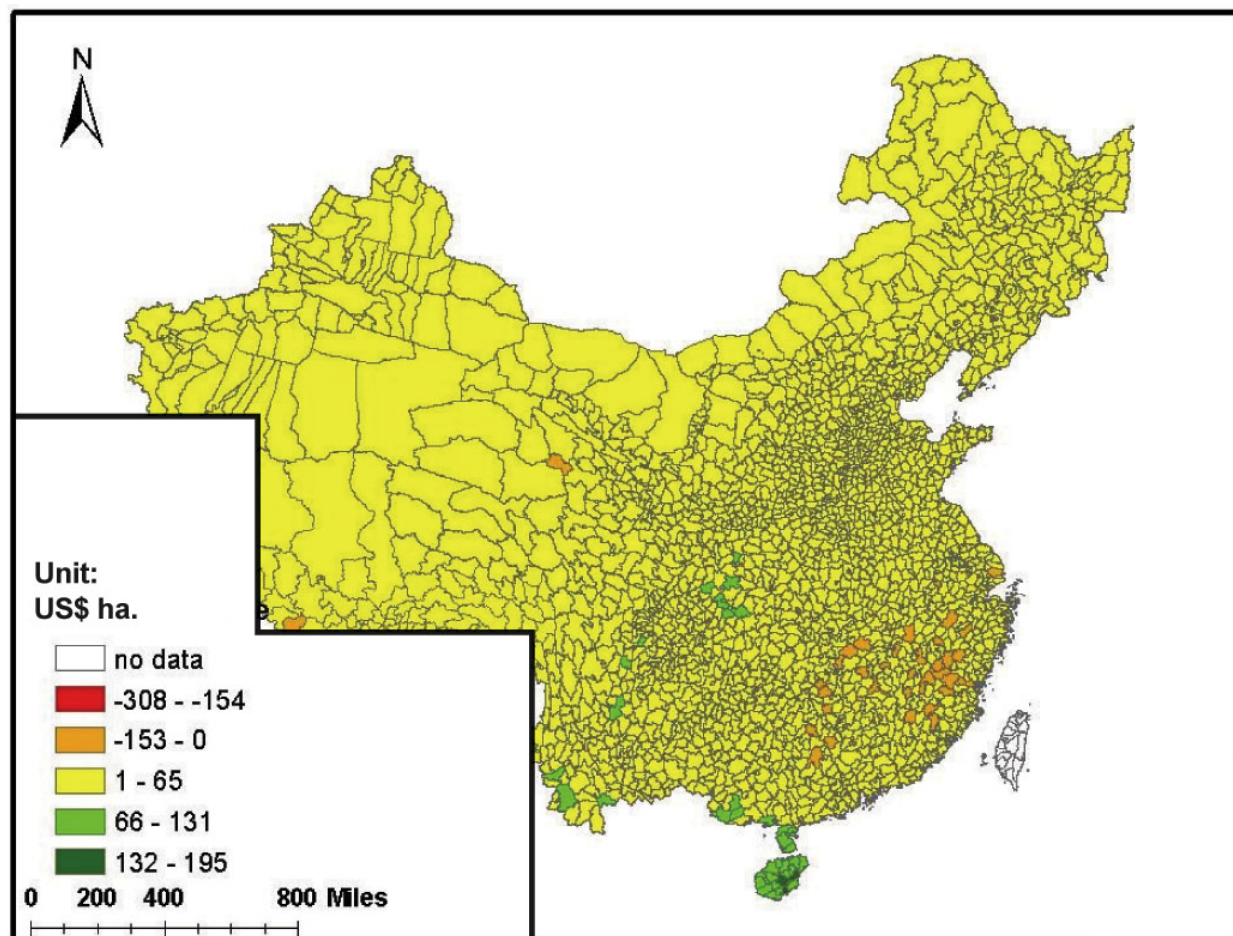 N
Unit:
US$ ha.
e
no data
-308 - -154
-153 - 0
1 - 65
66 - 131
132 - 195
0 200 400 800 Miles